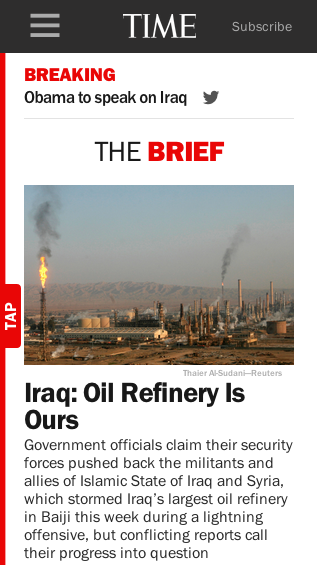 TIME
Subscribe
BREAKING
Obama to speak on Iraq
THE BRIEF
TAP
Thaier Al-Sudani—Reuters
Iraq: Oil Refinery Is
Ours
Government officials claim their security
forces pushed back the militants and
allies of Islamic State of Iraq and Syria,
which stormed Iraq's largest oil refinery
in Baiji this week during a lightning
offensive, but conflicting reports call
their progress into question